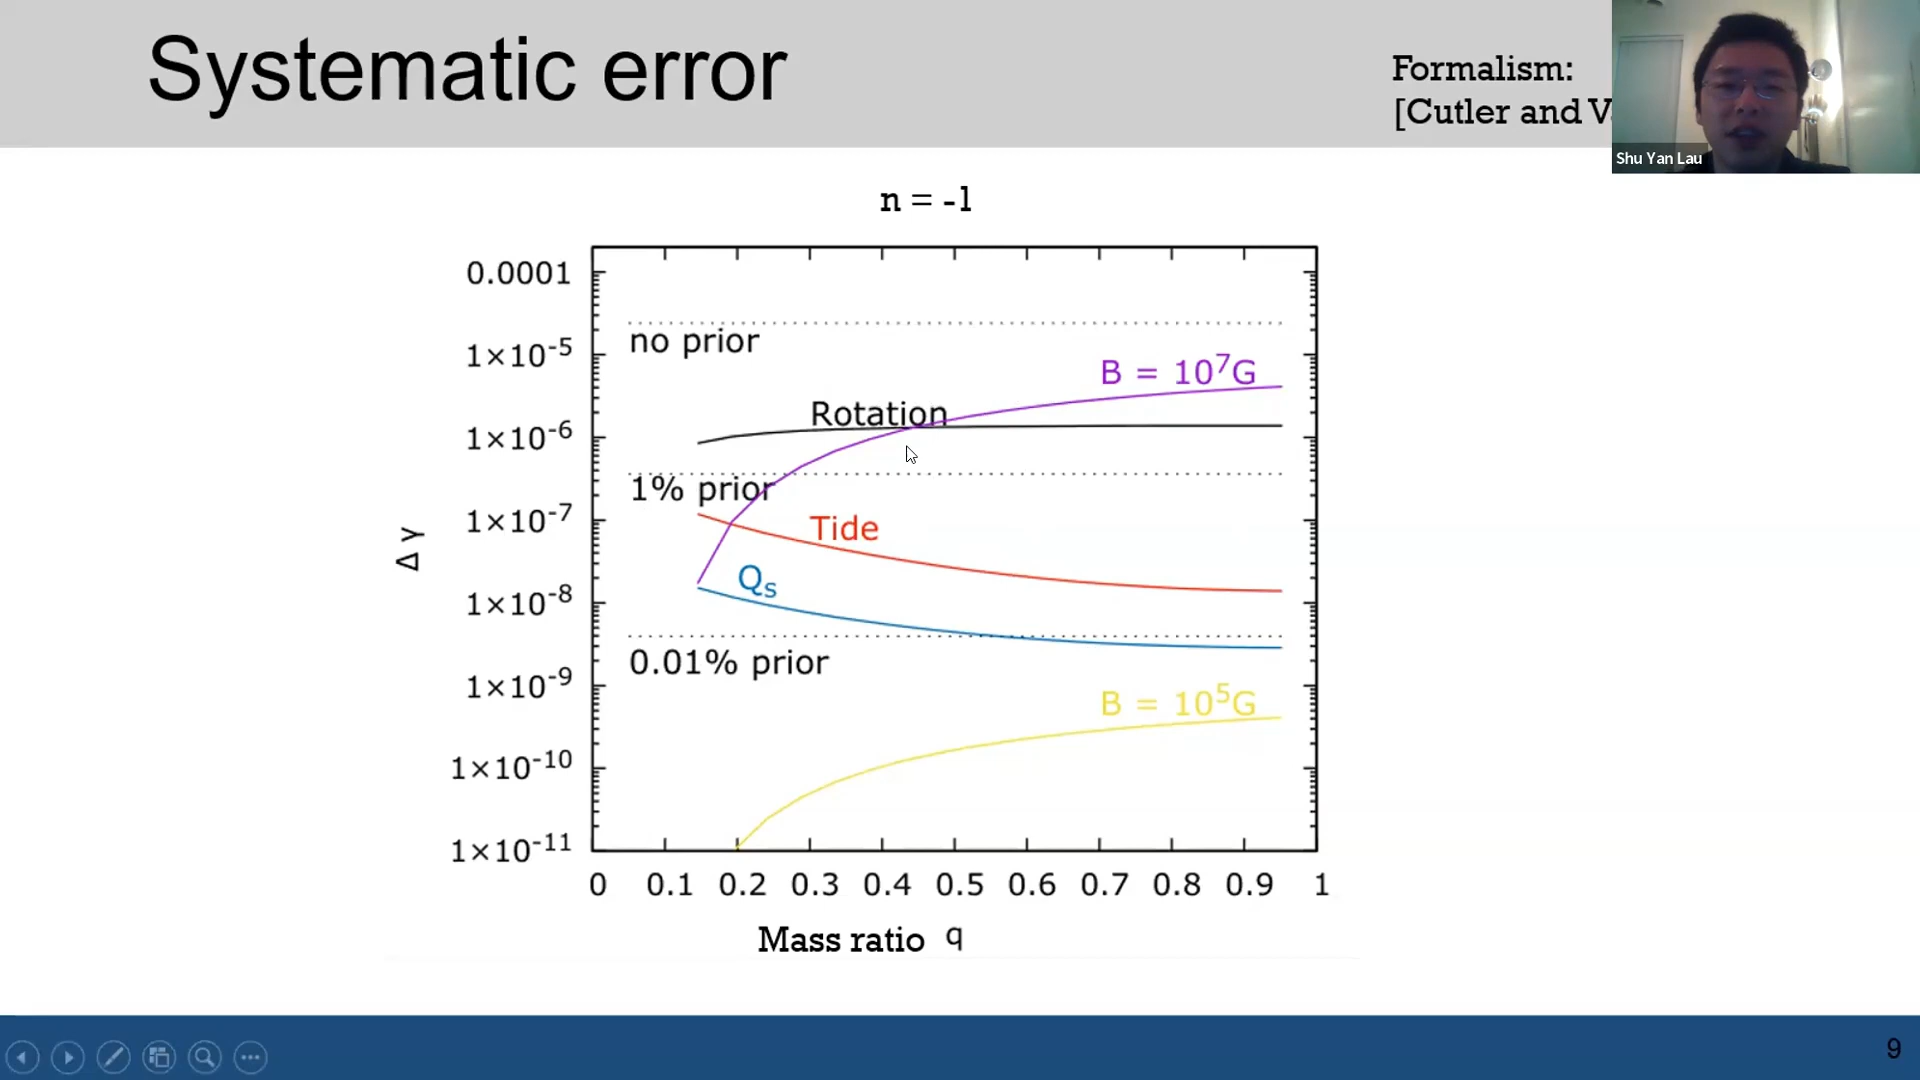 Systematic error
Formalism:
[Cutler and V
Shu Yan Lau
n = -1
0.0001
1×10⁻⁵
1×10⁻⁶
1×10⁻⁷
1×10⁻⁸
1×10⁻⁹
1×10⁻¹⁰
1×10⁻¹¹
Δ γ
no prior
B = 10⁷G
Rotation
1% prior
Tide
Qₛ
0.01% prior
B = 10⁵G
0 0.1 0.2 0.3 0.4 0.5 0.6 0.7 0.8 0.9 1
Mass ratio q
9